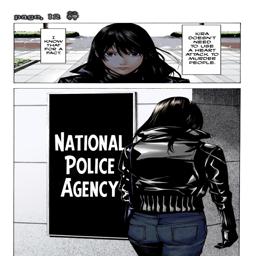 page. 12
I
KNOW
THAT
FOR A
FACT.
KIRA
DOESN'T
NEED
TO USE
A HEART
ATTACK TO
MURDER
PEOPLE.
NATIONAL
POLICE
AGENCY